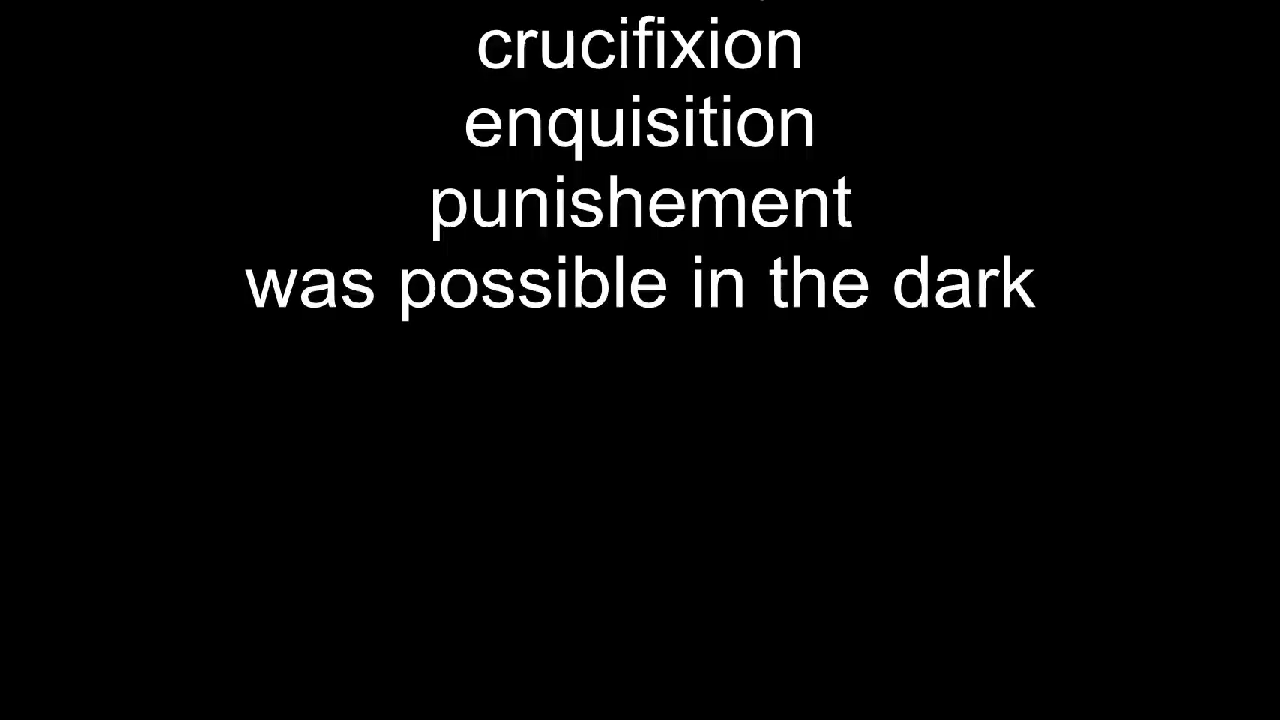 crucifixion
enquisition
punishement
was possible in the dark